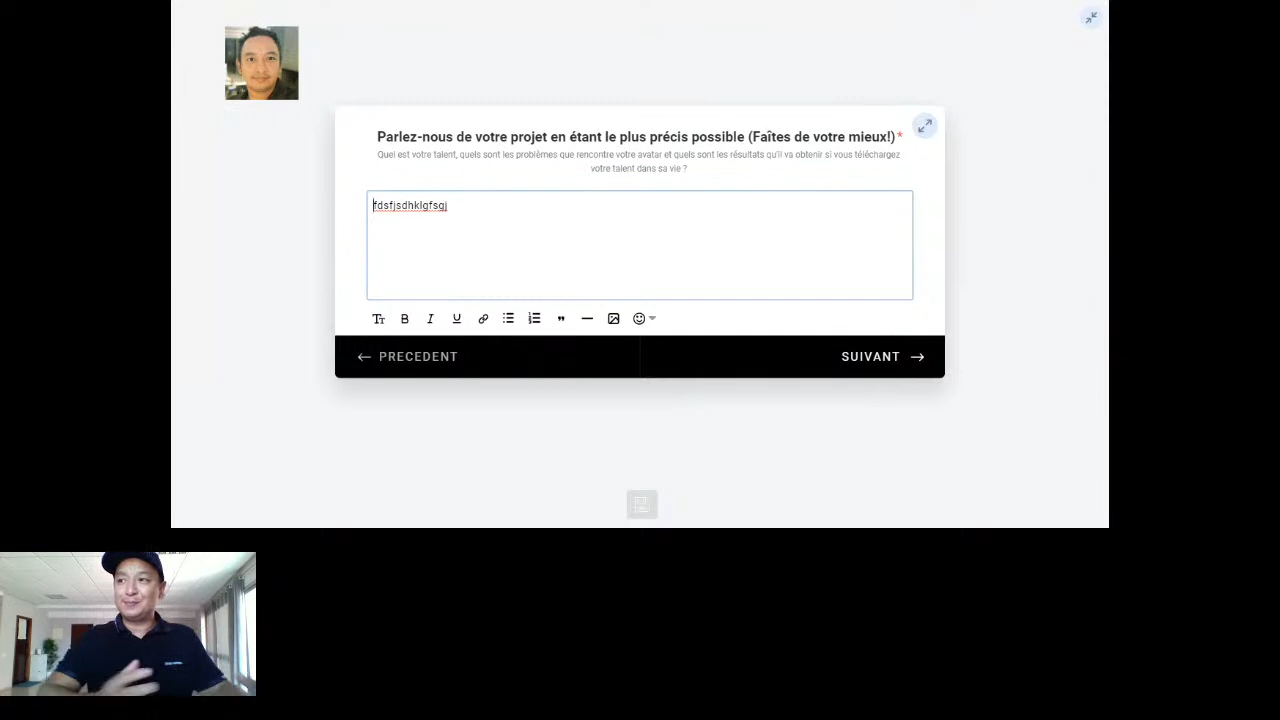 Parlez-nous de votre projet en étant le plus précis possible (Faîtes de votre mieux!)*
Quel est votre talent, quels sont les problèmes que rencontre votre avatar et quels sont les résultats qu'il va obtenir si vous téléchargez
votre talent dans sa vie ?
fdsfjsdhklgfsgj
PRECEDENT
SUIVANT